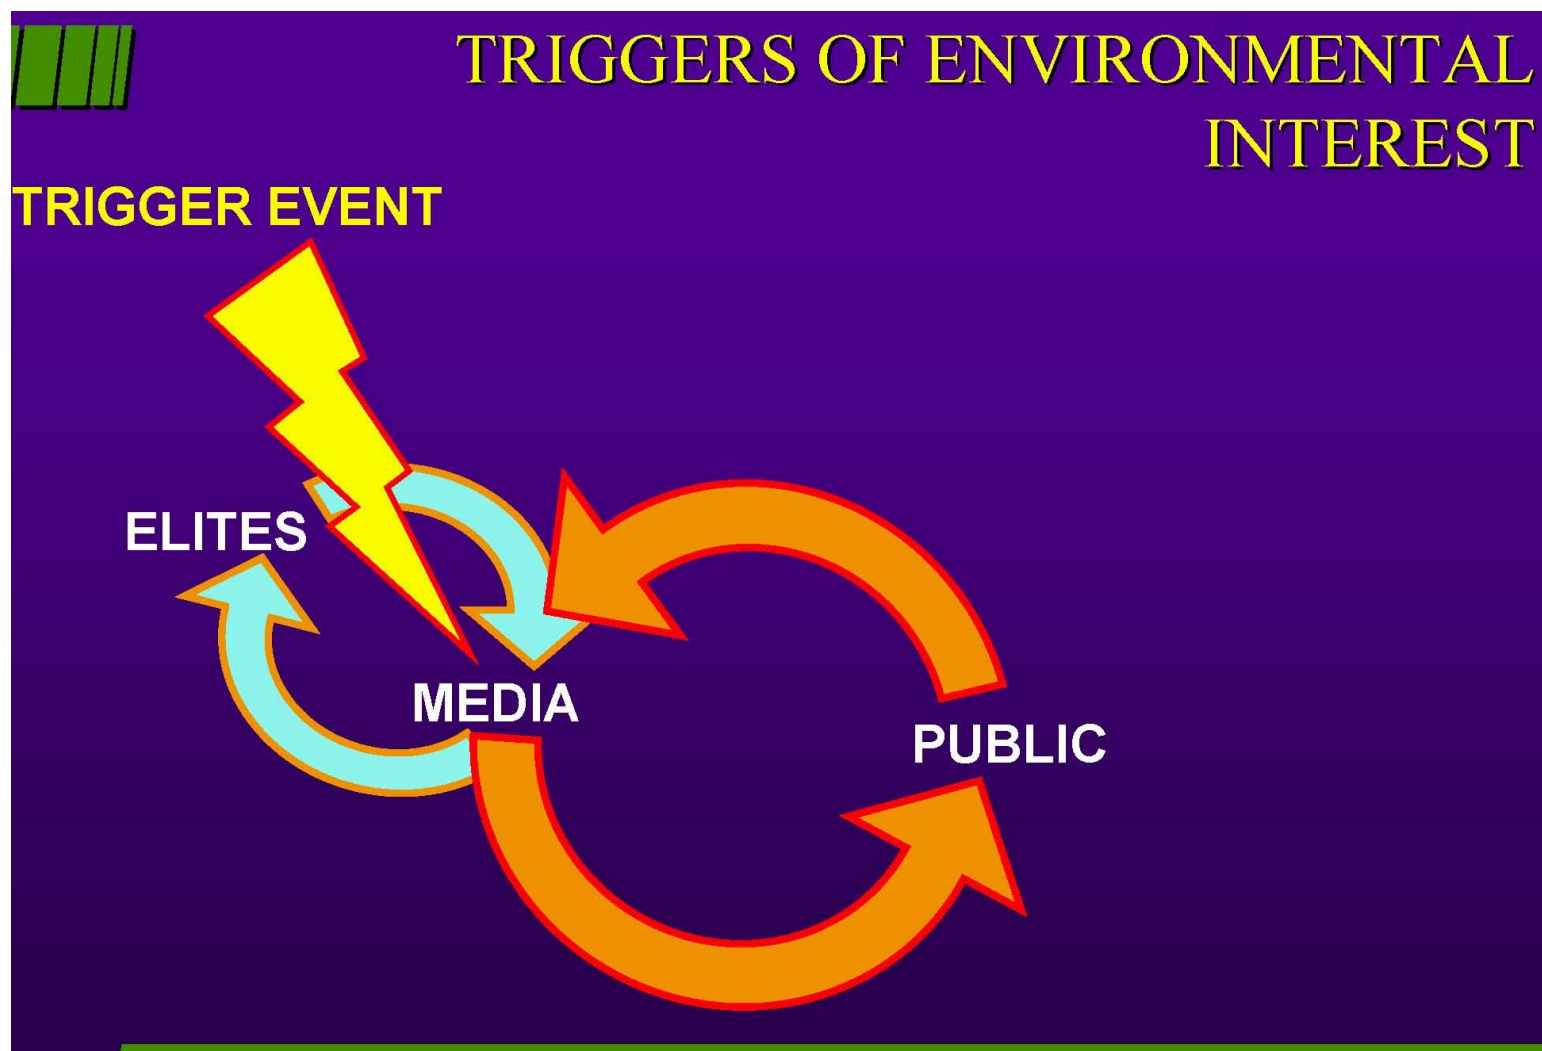 TRIGGERS OF ENVIRONMENTAL
INTEREST
TRIGGER EVENT
ELITES
MEDIA
PUBLIC